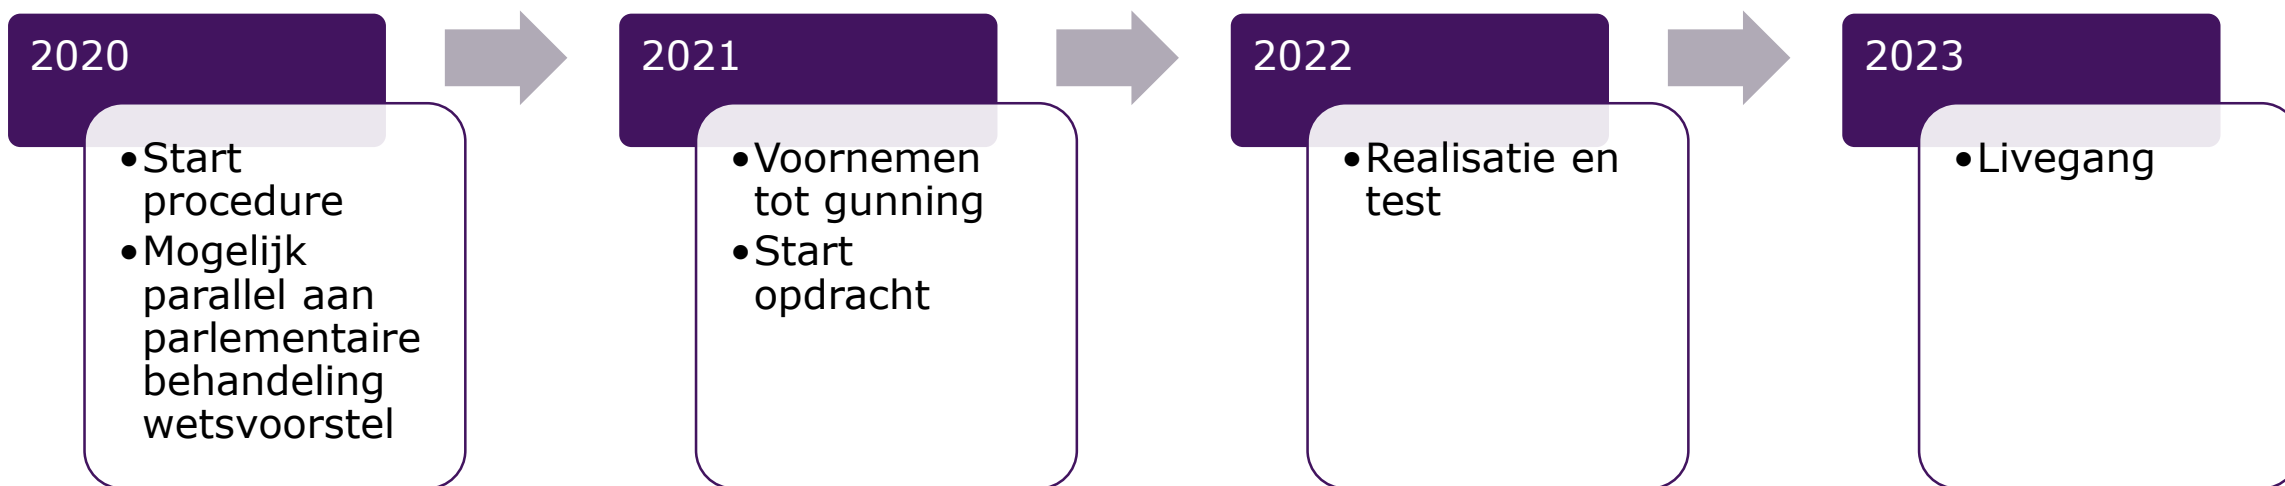 2020
•Start
procedure
•Mogelijk
parallel aan
parlementaire
behandeling
wetsvoorstel
2021
•Voornemen
tot gunning
•Start
opdracht
2022
•Realisatie en
test
2023
•Livegang